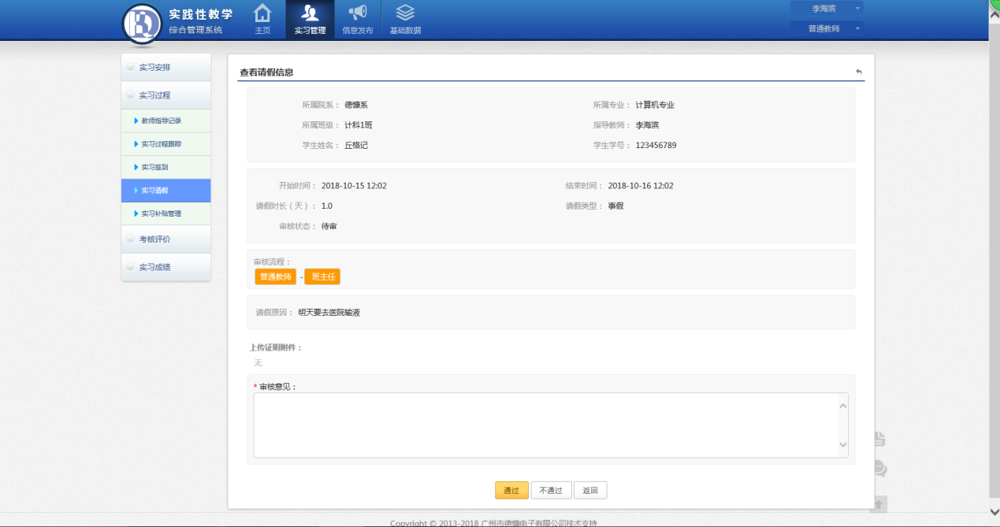 实践性教学
综合管理系统
主页
实习管理
信息发布
基础数据
李海滨
普通教师
实习安排
实习过程
教师指导记录
实习过程跟踪
实习签到
实习请假
实习补贴管理
考核评价
实习成绩
查看请假信息
所属院系： 德慷系
所属专业： 计算机专业
所属班级： 计科1班
指导教师： 李海滨
学生姓名： 丘格记
学生学号： 123456789
开始时间： 2018-10-15 12:02
结束时间： 2018-10-16 12:02
请假时长（天）： 1.0
请假类型： 事假
审核状态： 待审
审核流程：
普通教师 - 班主任
请假原因： 明天要去医院输液
上传证明附件：
无
* 审核意见：
通过
不通过
返回
Copyright © 2013-2018 广州市德慷电子有限公司技术支持